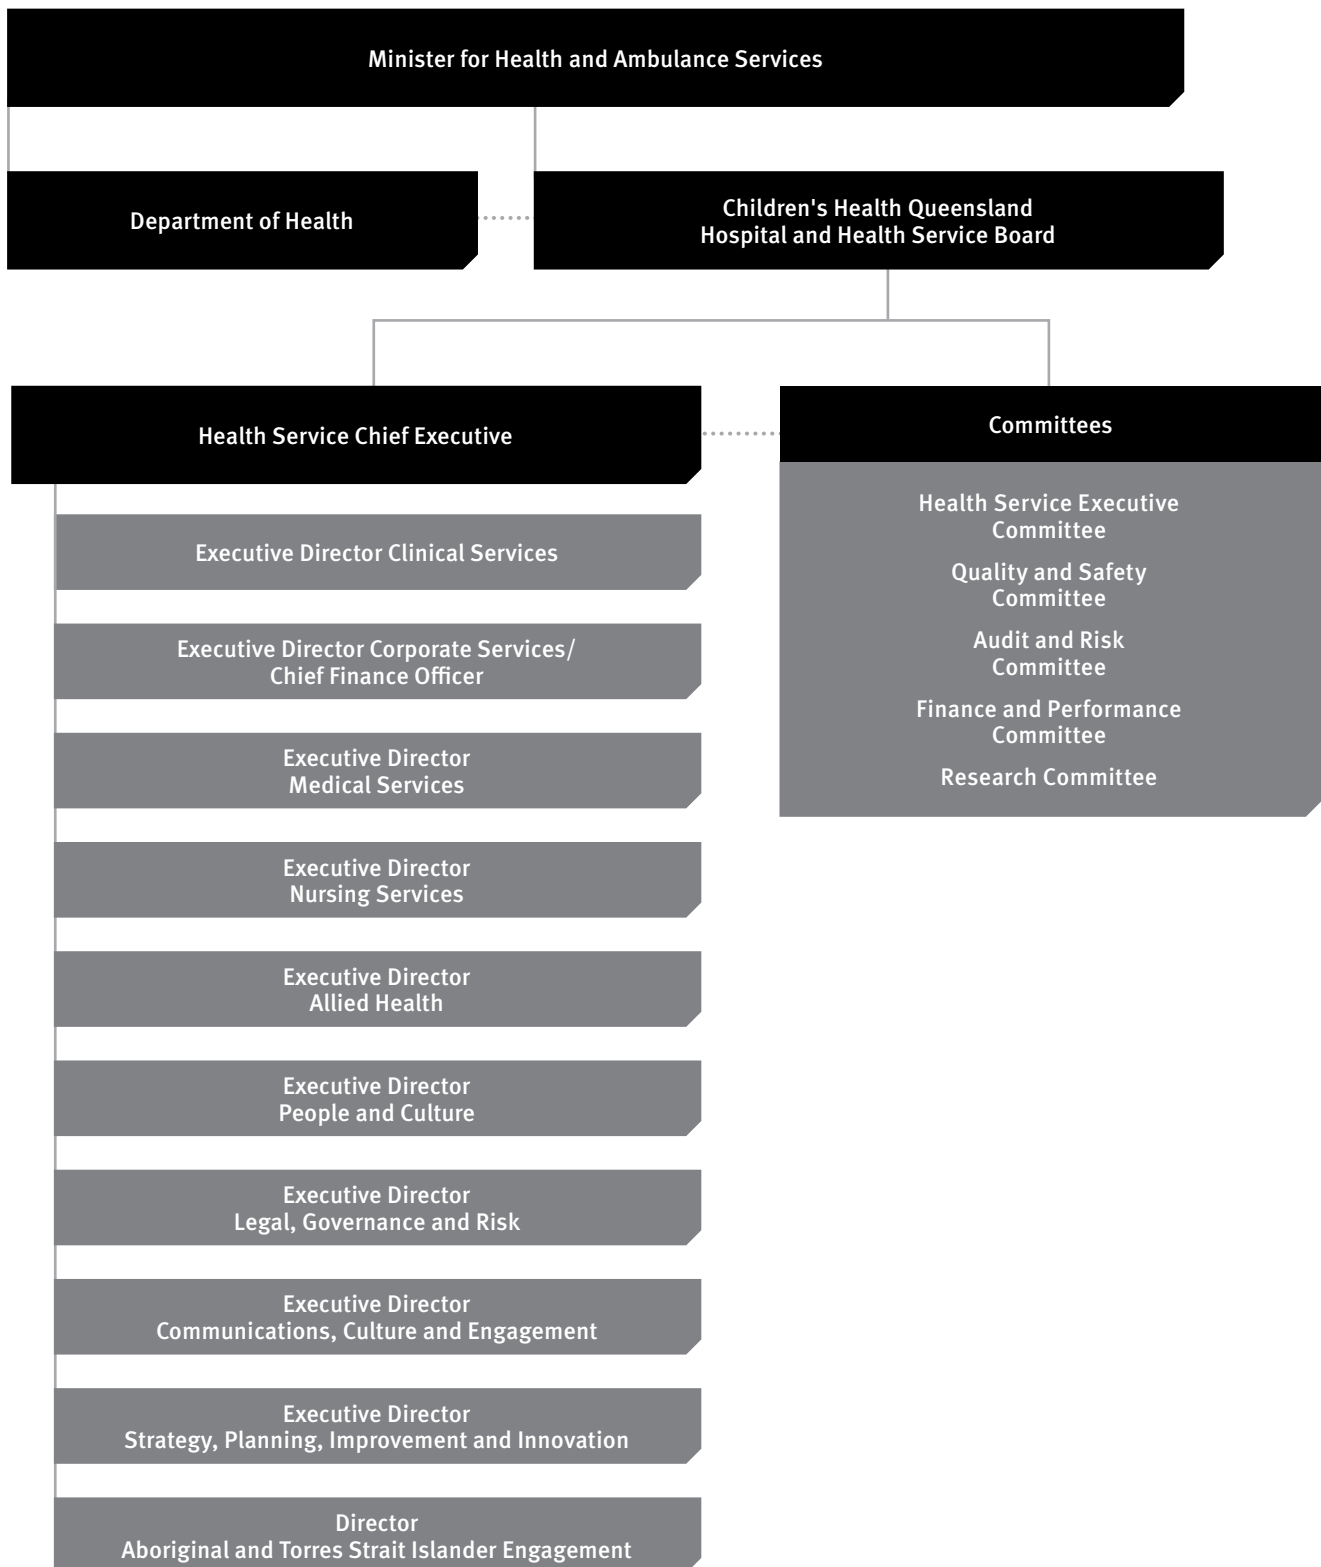 Minister for Health and Ambulance Services
Department of Health
Children's Health Queensland
Hospital and Health Service Board
Health Service Chief Executive
Executive Director Clinical Services
Executive Director Corporate Services/
Chief Finance Officer
Executive Director
Medical Services
Executive Director
Nursing Services
Executive Director
Allied Health
Executive Director
People and Culture
Executive Director
Legal, Governance and Risk
Executive Director
Communications, Culture and Engagement
Executive Director
Strategy, Planning, Improvement and Innovation
Director
Aboriginal and Torres Strait Islander Engagement
Committees
Health Service Executive
Committee
Quality and Safety
Committee
Audit and Risk
Committee
Finance and Performance
Committee
Research Committee